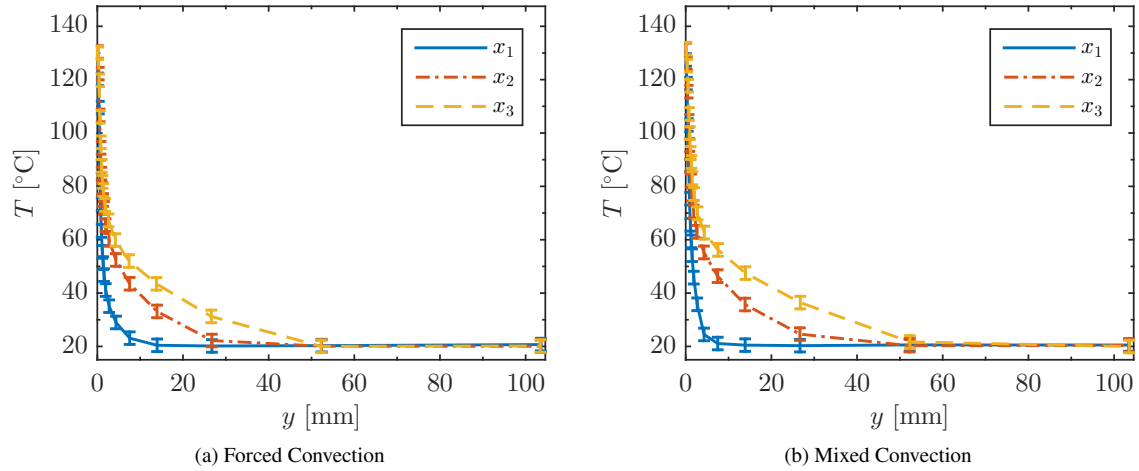 140
120
100
80
60
40
20
T [°C]
0 20 40 60 80 100
y [mm]
x₁
x₂
x₃
(a) Forced Convection
140
120
100
80
60
40
20
T [°C]
0 20 40 60 80 100
y [mm]
x₁
x₂
x₃
(b) Mixed Convection